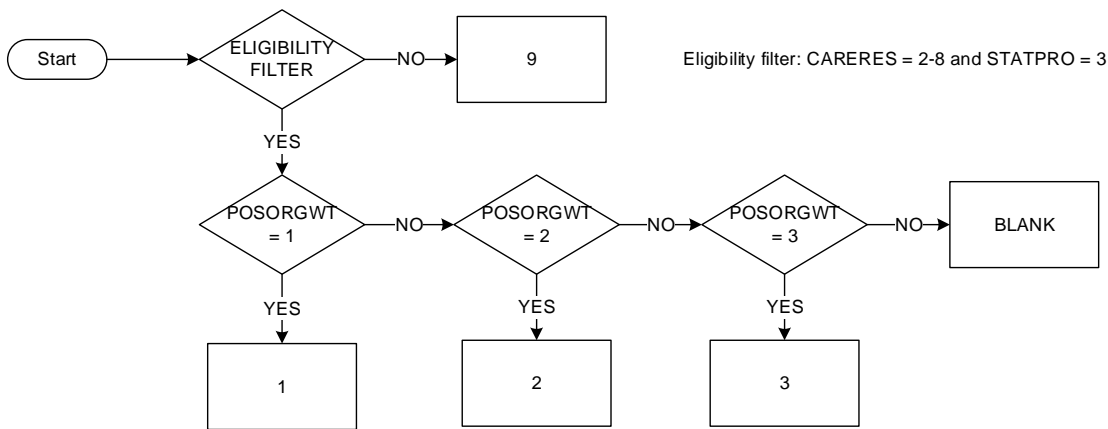 Start
ELIGIBILITY
FILTER
NO
9
Eligibility filter: CARERES = 2-8 and STATPRO = 3
YES
POSORGWT
= 1
NO
POSORGWT
= 2
NO
POSORGWT
= 3
NO
BLANK
YES
YES
YES
1
2
3